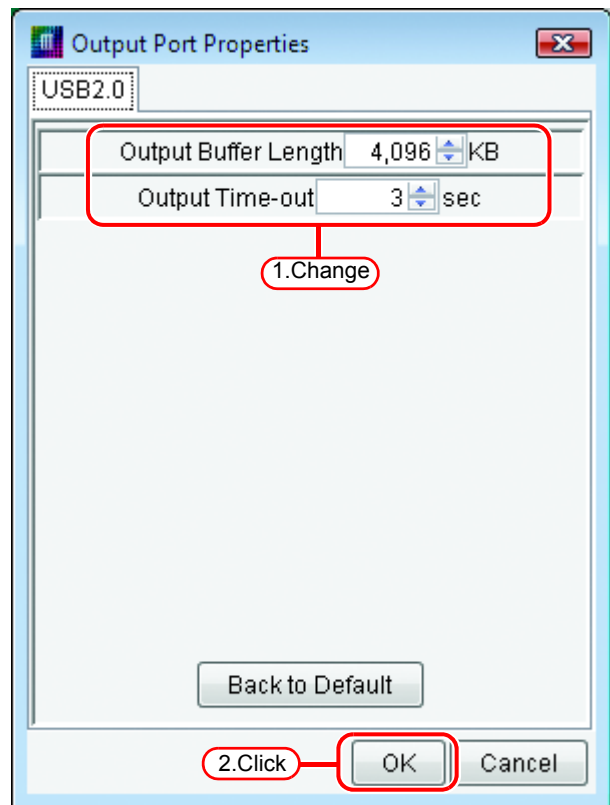 Output Port Properties
USB2.0
Output Buffer Length 4,096 KB
Output Time-out 3 sec
1.Change
Back to Default
2.Click OK Cancel